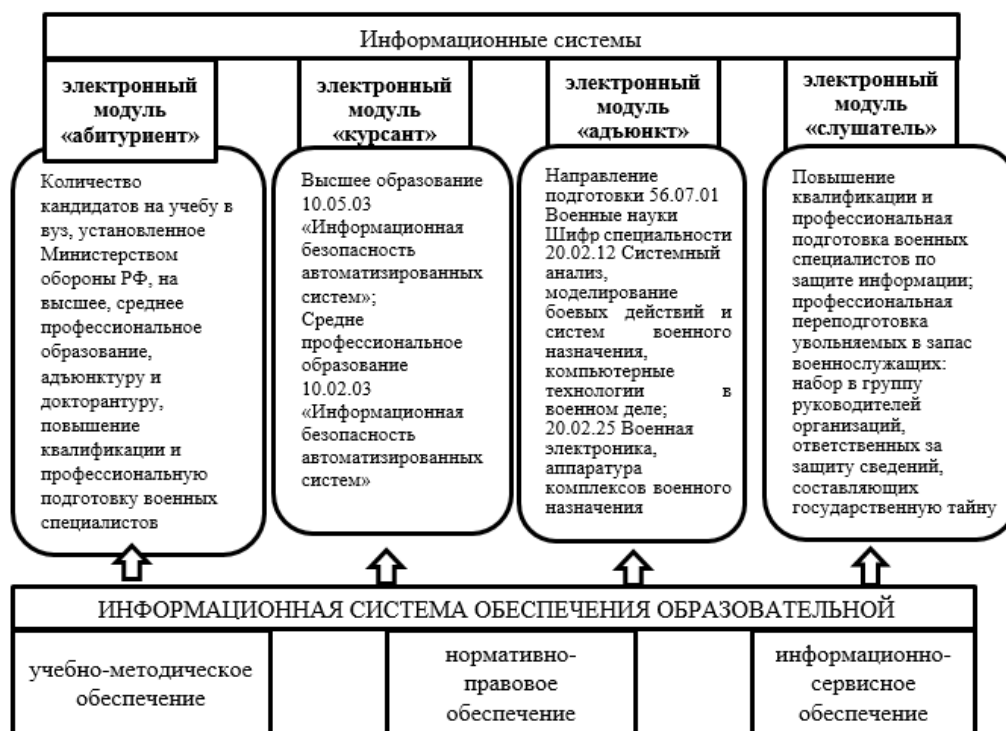 Информационные системы
электронный
модуль
«абитуриент»
Количество
кандидатов на учебу в
вуз, установленное
Министерством
обороны РФ, на
высшее, среднее
профессиональное
образование,
адъюнктуру и
докторантуру,
повышение
квалификации и
профессиональную
подготовку военных
специалистов
электронный
модуль
«курсант»
Высшее образование
10.05.03
«Информационная
безопасность
автоматизированных
систем»;
Средне
профессиональное
образование
10.02.03
«Информационная
безопасность
автоматизированных
систем»
электронный
модуль
«адъюнкт»
Направление
подготовки 56.07.01
Военные науки
Шифр специальности
20.02.12 Системный
анализ,
моделирование
боевых действий и
систем военного
назначения,
компьютерные
технологии в
военном деле;
20.02.25 Военная
электроника,
аппаратура
комплексов военного
назначения
электронный
модуль
«слушатель»
Повышение
квалификации и
профессиональная
подготовка военных
специалистов по
защите информации;
профессиональная
переподготовка
увольняемых в запас
военнослужащих:
набор в группу
руководителей
организаций,
ответственных за
защиту сведений,
составляющих
государственную тайну
ИНФОРМАЦИОННАЯ СИСТЕМА ОБЕСПЕЧЕНИЯ ОБРАЗОВАТЕЛЬНОЙ
учебно-методическое
обеспечение
нормативно-
правовое
обеспечение
информационно-
сервисное
обеспечение